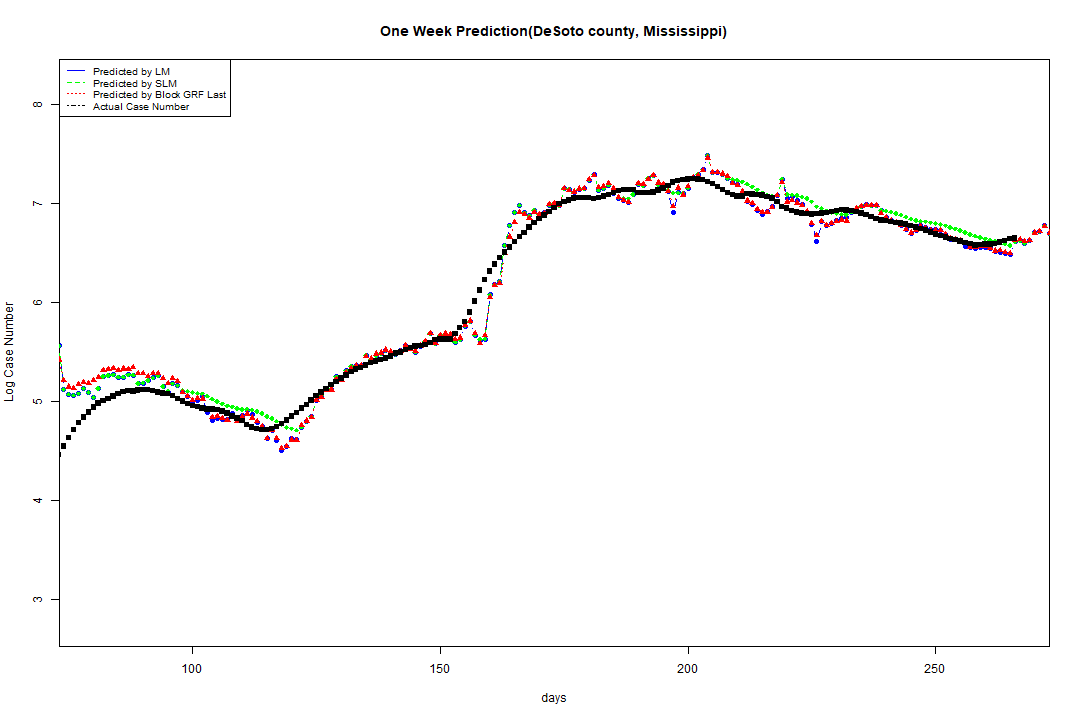 One Week Prediction(DeSoto county, Mississippi)
Predicted by LM
Predicted by SLM
Predicted by Block GRF Last
Actual Case Number
Log Case Number
8
7
6
5
4
3
100 150 200 250
days